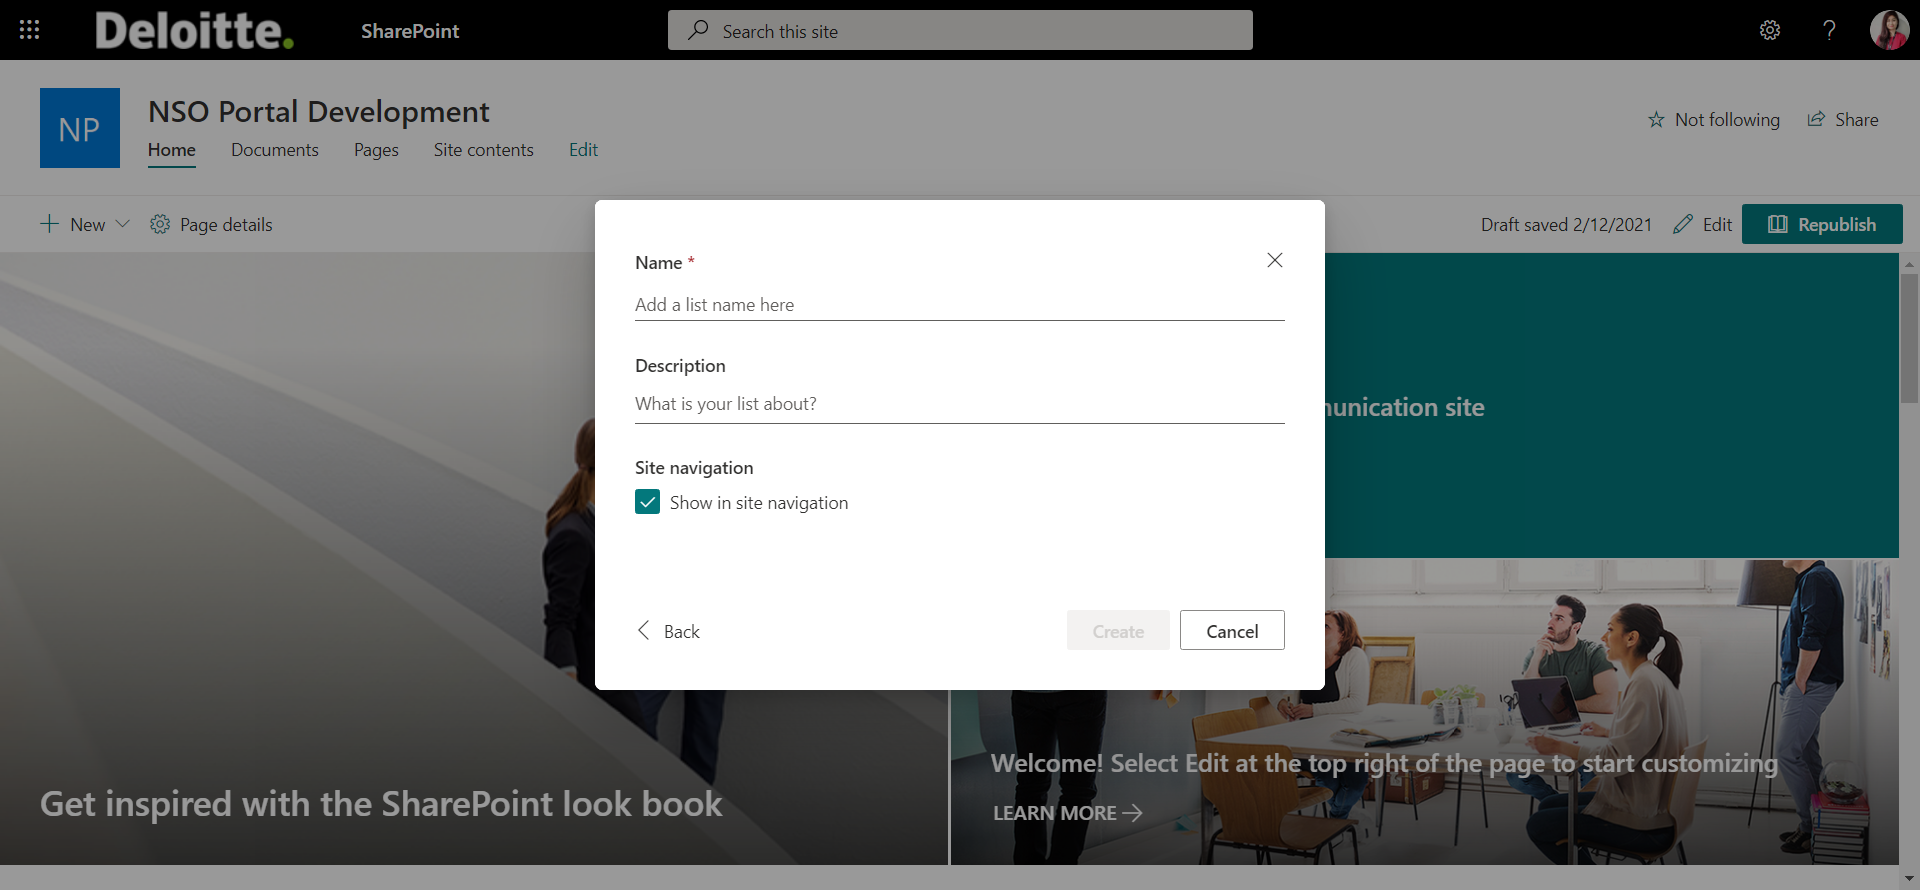 Deloitte.
SharePoint
Search this site
?
NP
NSO Portal Development
Not following
Share
Home
Documents
Pages
Site contents
Edit
New
Page details
Draft saved 2/12/2021
Edit
Republish
Name *
Add a list name here
Description
What is your list about?
Site navigation
Show in site navigation
Back
Create
Cancel
site
Get inspired with the SharePoint look book
Welcome! Select Edit at the top right of the page to start customizing
LEARN MORE